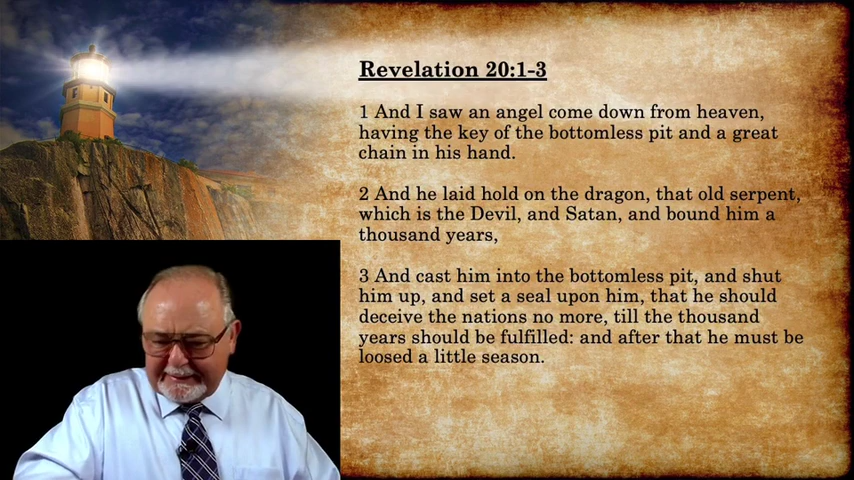 Revelation 20:1-3
1 And I saw an angel come down from heaven,
having the key of the bottomless pit and a great
chain in his hand.
2 And he laid hold on the dragon, that old serpent,
which is the Devil, and Satan, and bound him a
thousand years,
3 And cast him into the bottomless pit, and shut
him up, and set a seal upon him, that he should
deceive the nations no more, till the thousand
years should be fulfilled: and after that he must be
loosed a little season.